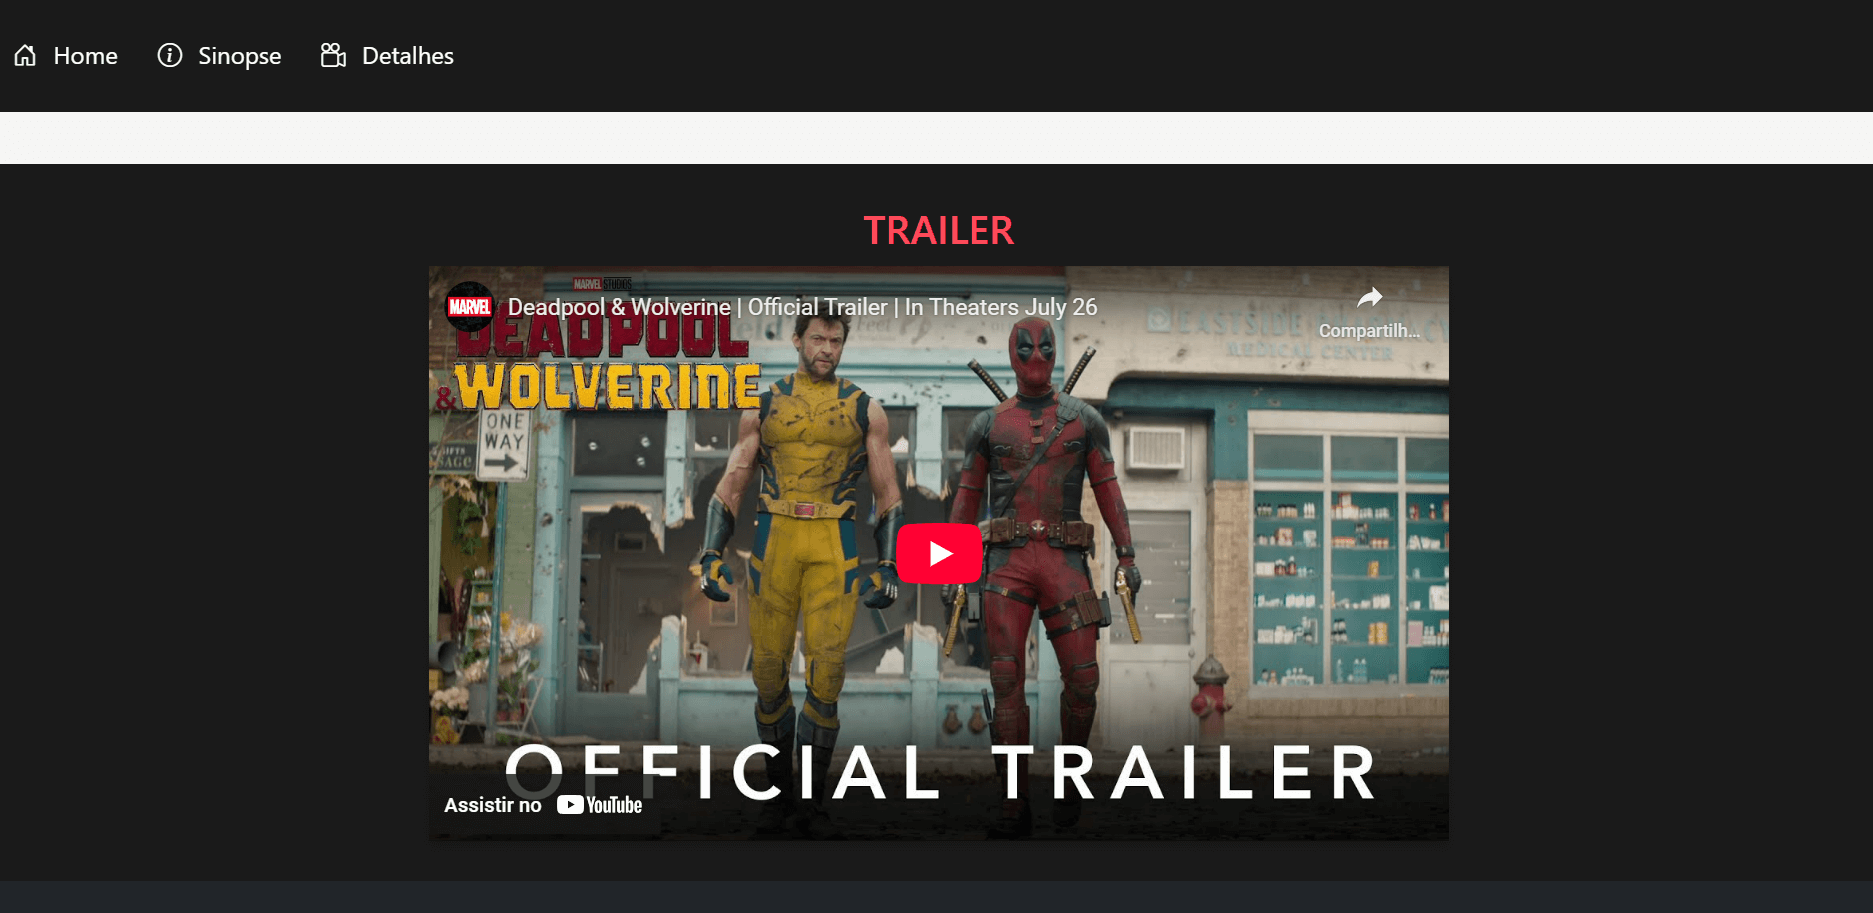 Home
Sinopse
Detalhes
TRAILER
MARVEL STUDIOS
MARVEL
Deadpool & Wolverine | Official Trailer | In Theaters July 26
DEADPOOL
& WOLVERINE
Compartilh...
EASTSIDE
MEDICAL CENTER
ONE
WAY
OFFICIAL TRAILER
Assistir no YouTube